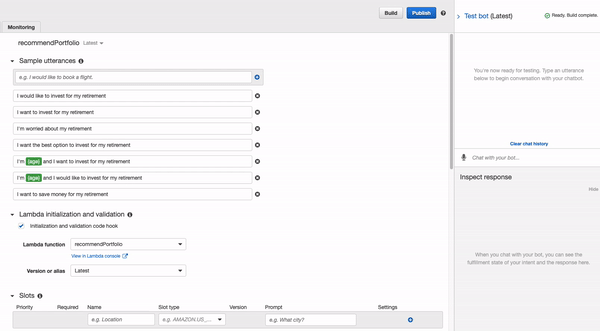 Build
Publish
Monitoring
recommendPortfolio Latest
Sample utterances
e.g. I would like to book a flight.
I would like to invest for my retirement
I want to invest for my retirement
I'm worried about my retirement
I want the best option to invest for my retirement
I'm {age} and I want to invest for my retirement
I'm {age} and I would like to invest for my retirement
I want to save money for my retirement
Lambda initialization and validation
Initialization and validation code hook
Lambda function recommendPortfolio
View in Lambda console
Version or alias Latest
Slots
Priority Required Name Slot type Version Prompt Settings
e.g. Location e.g. AMAZON.US_... e.g. What city?
Test bot (Latest) Ready. Build complete.
You're now ready for testing. Type an utterance
below to begin conversation with your chatbot.
Clear chat history
Chat with your bot...
Inspect response
Hide
When you chat with your bot, you can see the
fulfillment state of your intent and the response here.